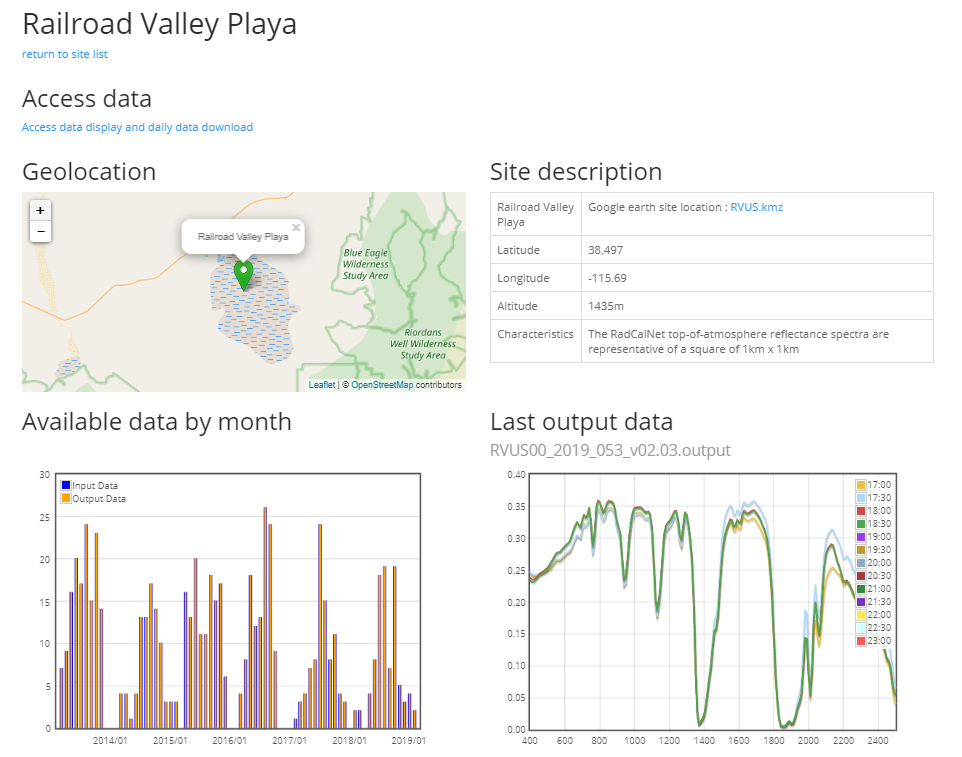 Railroad Valley Playa
return to site list
Access data
Access data display and daily data download
Geolocation
+
−
Railroad Valley Playa ×
Blue Eagle
Wilderness
Study Area
Riordans
Well Wilderness
Study Area
Leaflet | © OpenStreetMap contributors
Site description
Railroad Valley
Playa
Google earth site location : RVUS.kmz
Latitude
38.497
Longitude
-115.69
Altitude
1435m
Characteristics
The RadCalNet top-of-atmosphere reflectance spectra are
representative of a square of 1km x 1km
Available data by month
30
25
20
15
10
5
0
Input Data
Output Data
2014/01
2015/01
2016/01
2017/01
2018/01
2019/01
Last output data
RVUS00_2019_053_v02.03.output
0.40
0.35
0.30
0.25
0.20
0.15
0.10
0.05
0.00
17:00
17:30
18:00
18:30
19:00
19:30
20:00
20:30
21:00
21:30
22:00
22:30
23:00
400
600
800
1000
1200
1400
1600
1800
2000
2200
2400